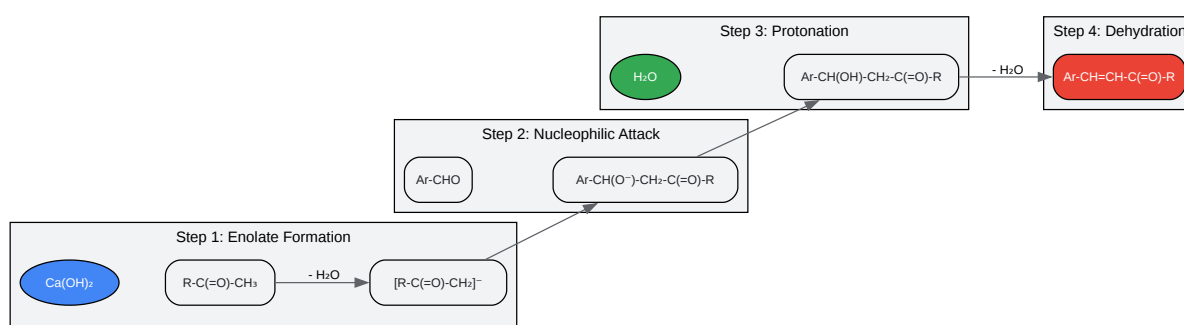 Step 3: Protonation
H₂O
Ar-CH(OH)-CH₂-C(=O)-R
- H₂O
Step 4: Dehydration
Ar-CH=CH-C(=O)-R
Step 2: Nucleophilic Attack
Ar-CHO
Ar-CH(O⁻)-CH₂-C(=O)-R
Step 1: Enolate Formation
Ca(OH)₂
R-C(=O)-CH₃
- H₂O
[R-C(=O)-CH₂]⁻